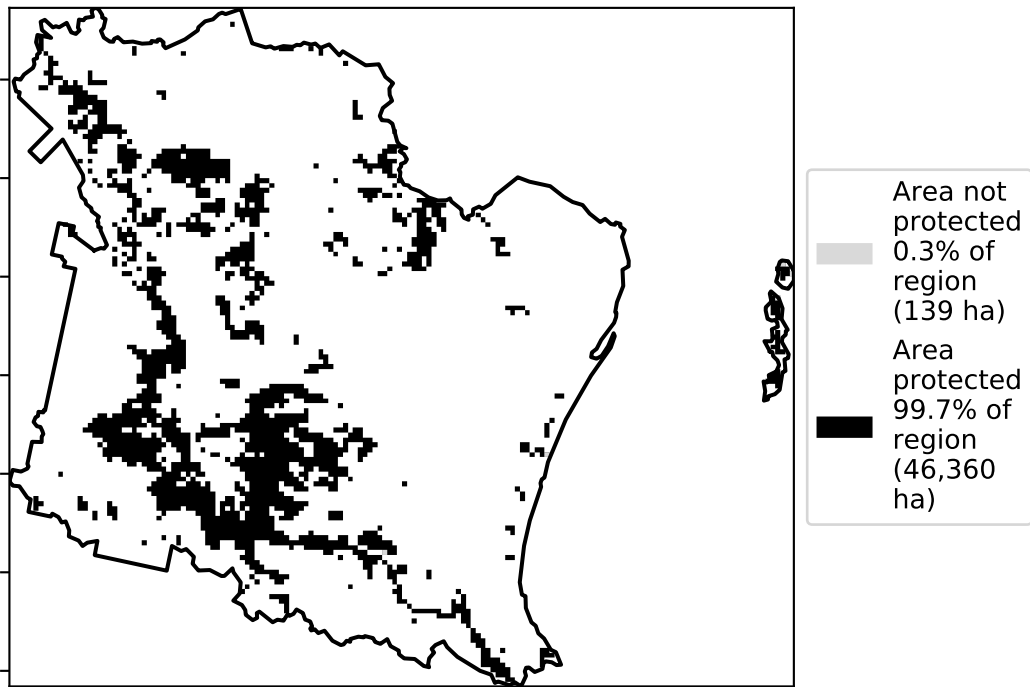 Area not
protected
0.3% of
region
(139 ha)
Area
protected
99.7% of
region
(46,360
ha)